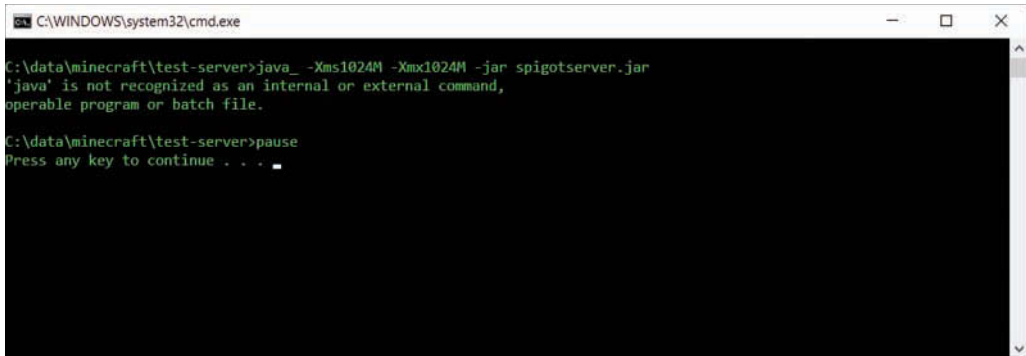 C:\WINDOWS\system32\cmd.exe
C:\data\minecraft\test-server>java_ -Xms1024M -Xmx1024M -jar spigotserver.jar
'java' is not recognized as an internal or external command,
operable program or batch file.
C:\data\minecraft\test-server>pause
Press any key to continue . . .